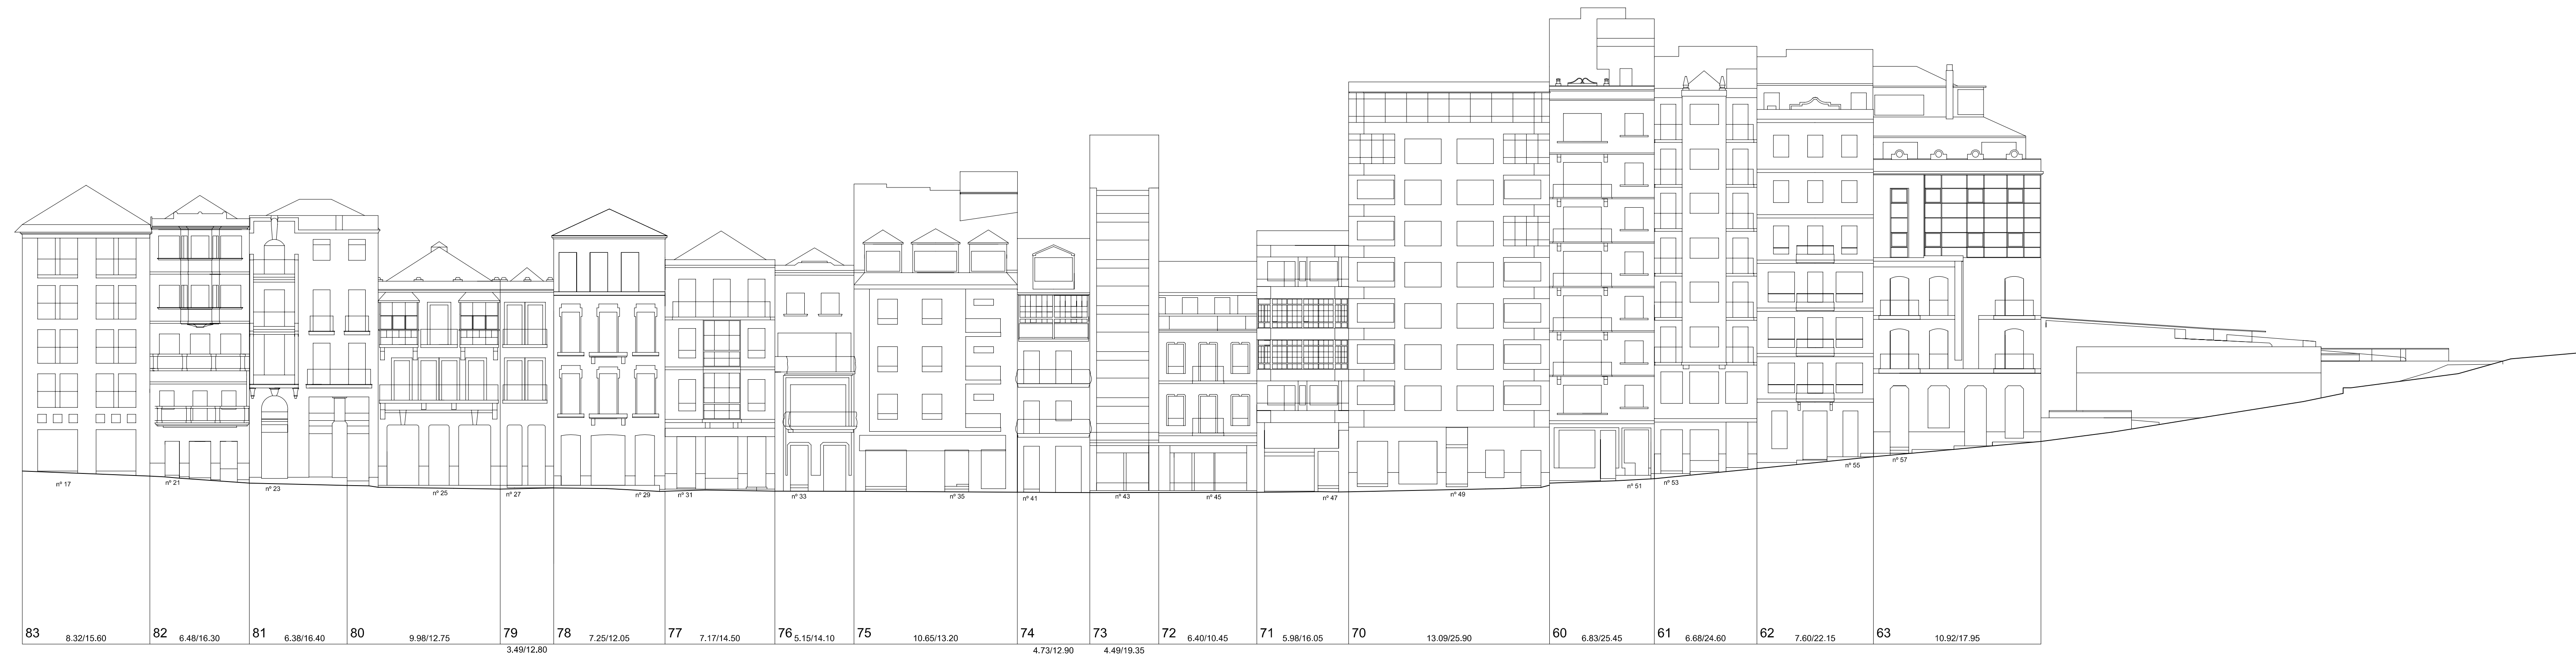 nº 17 nº 21 nº 23 nº 25 nº 27 nº 29 nº 31 nº 33 nº 35 nº 41 nº 43 nº 45 nº 47 nº 49 nº 51 nº 53 nº 55 nº 57
83 82 81 80 79 78 77 76 75 74 73 72 71 70 60 61 62 63
8.32/15.60 6.48/16.30 6.38/16.40 9.98/12.75 7.25/12.05 7.17/14.50 5.15/14.10 10.65/13.20 6.40/10.45 5.98/16.05 13.09/25.90 6.83/25.45 6.68/24.60 7.60/22.15 10.92/17.95
3.49/12.80 4.73/12.90 4.49/19.35